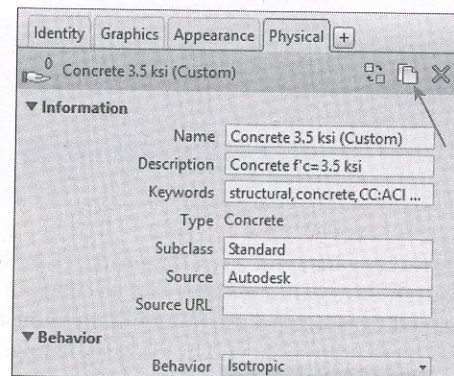 Identity Graphics Appearance Physical +
0
Concrete 3.5 ksi (Custom)
▼ Information
Name Concrete 3.5 ksi (Custom)
Description Concrete f'c=3.5 ksi
Keywords structural,concrete,CC:ACI ...
Type Concrete
Subclass Standard
Source Autodesk
Source URL
▼ Behavior
Behavior Isotropic